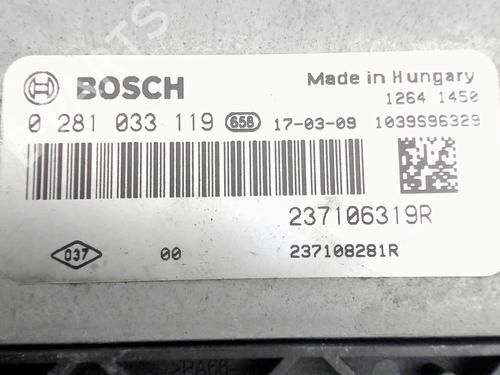 BOSCH
Made in Hungary
1264 1450
0 281 033 119 658 17-03-09 1039S96329
237106319R
037 00 237108281R
>PA66